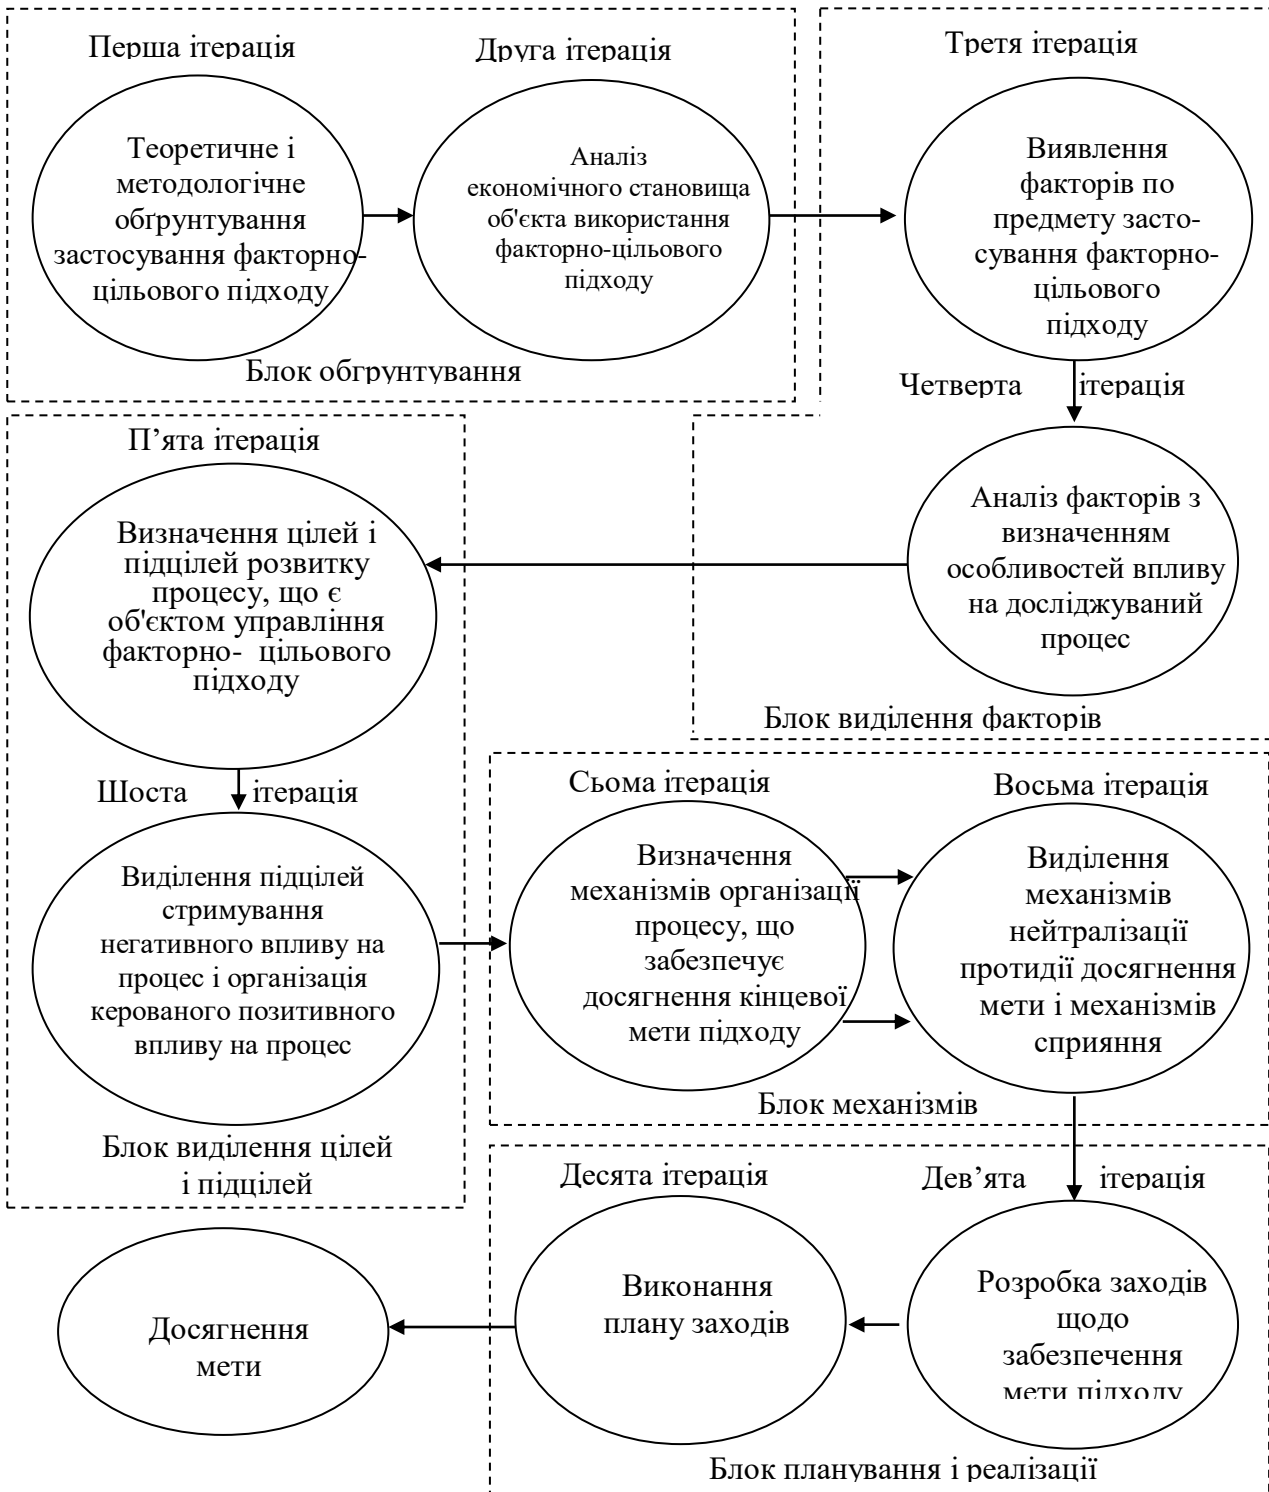 Перша ітерація
Теоретичне і
методологічне
обґрунтування
застосування факторно-
цільового підходу
Друга ітерація
Аналіз
економічного становища
об'єкта використання
факторно-цільового
підходу
Блок обгрунтування
Третя ітерація
Виявлення
факторів по
предмету засто-
сування факторно-
цільового
підходу
Четверта ітерація
Аналіз факторів з
визначенням
особливостей впливу
на досліджуваний
процес
Блок виділення факторів
П’ята ітерація
Визначення цілей і
підцілей розвитку
процесу, що є
об'єктом управління
факторно- цільового
підходу
Шоста ітерація
Виділення підцілей
стримування
негативного впливу на
процес і організація
керованого позитивного
впливу на процес
Блок виділення цілей
і підцілей
Сьома ітерація
Визначення
механізмів організації
процесу, що
забезпечує
досягнення кінцевої
мети підходу
Восьма ітерація
Виділення
механізмів
нейтралізації
протидії досягнення
мети і механізмів
сприяння
Блок механізмів
Дев’ята ітерація
Розробка заходів
щодо
забезпечення
мети підходу
Десята ітерація
Виконання
плану заходів
Блок планування і реалізації
Досягнення
мети